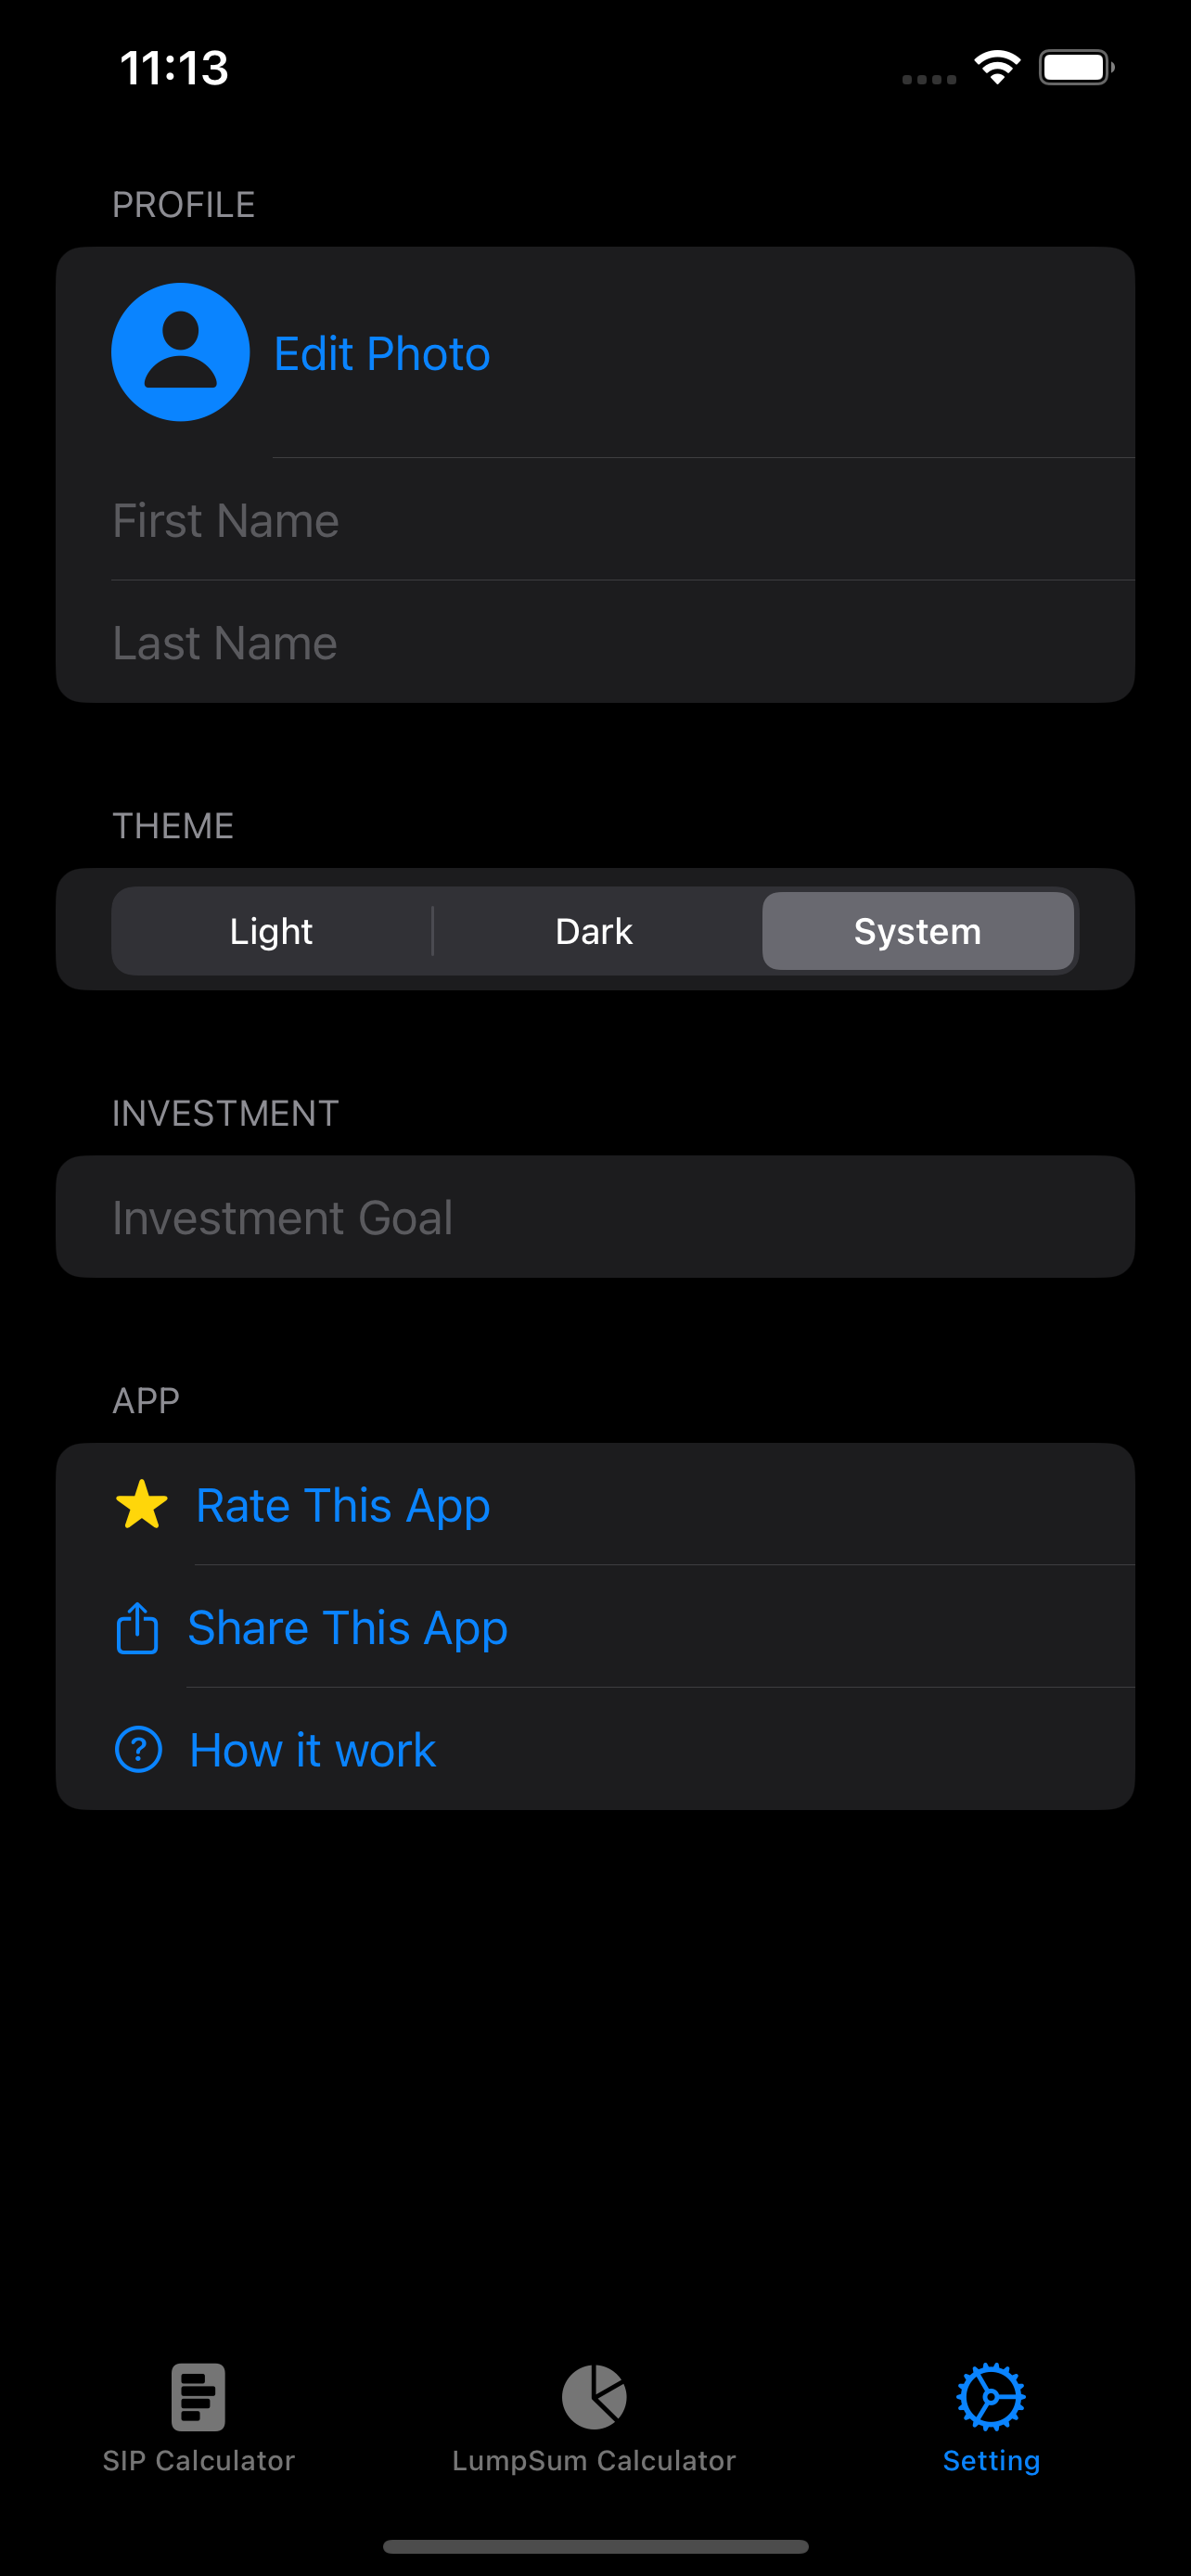 11:13
PROFILE
Edit Photo
First Name
Last Name
THEME
Light Dark System
INVESTMENT
Investment Goal
APP
Rate This App
Share This App
? How it work
SIP Calculator LumpSum Calculator Setting